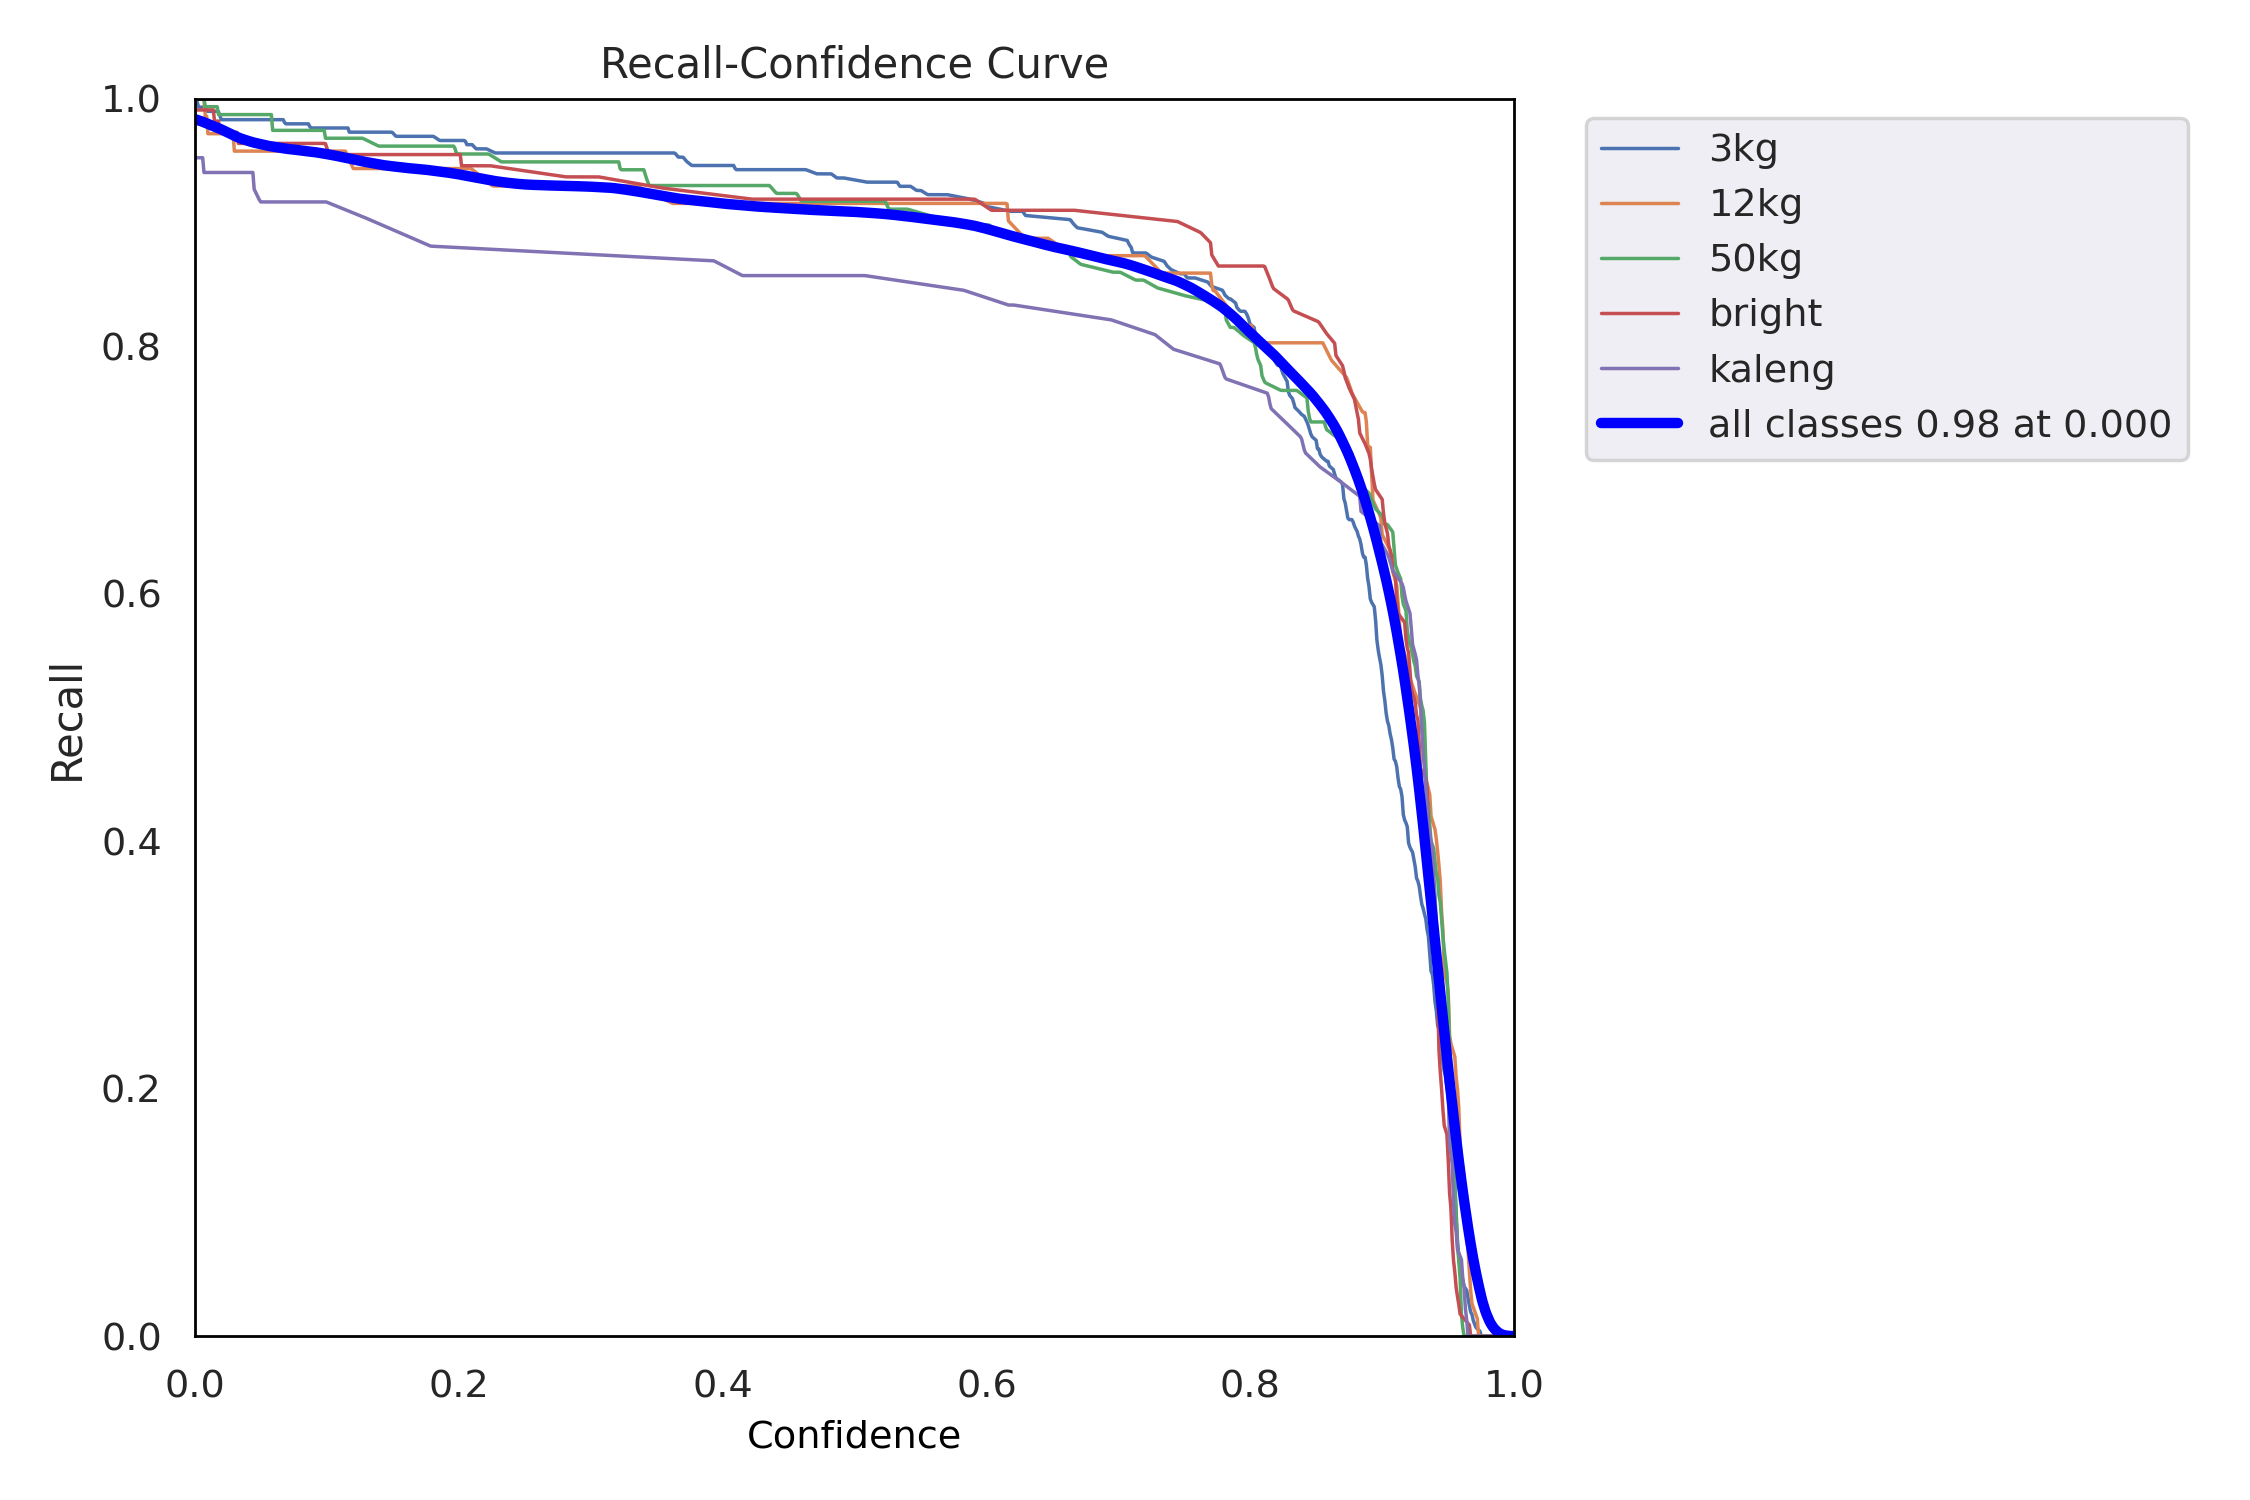 Recall-Confidence Curve
1.0
0.8
0.6
0.4
0.2
0.0
Recall
0.0 0.2 0.4 0.6 0.8 1.0
Confidence
3kg
12kg
50kg
bright
kaleng
all classes 0.98 at 0.000